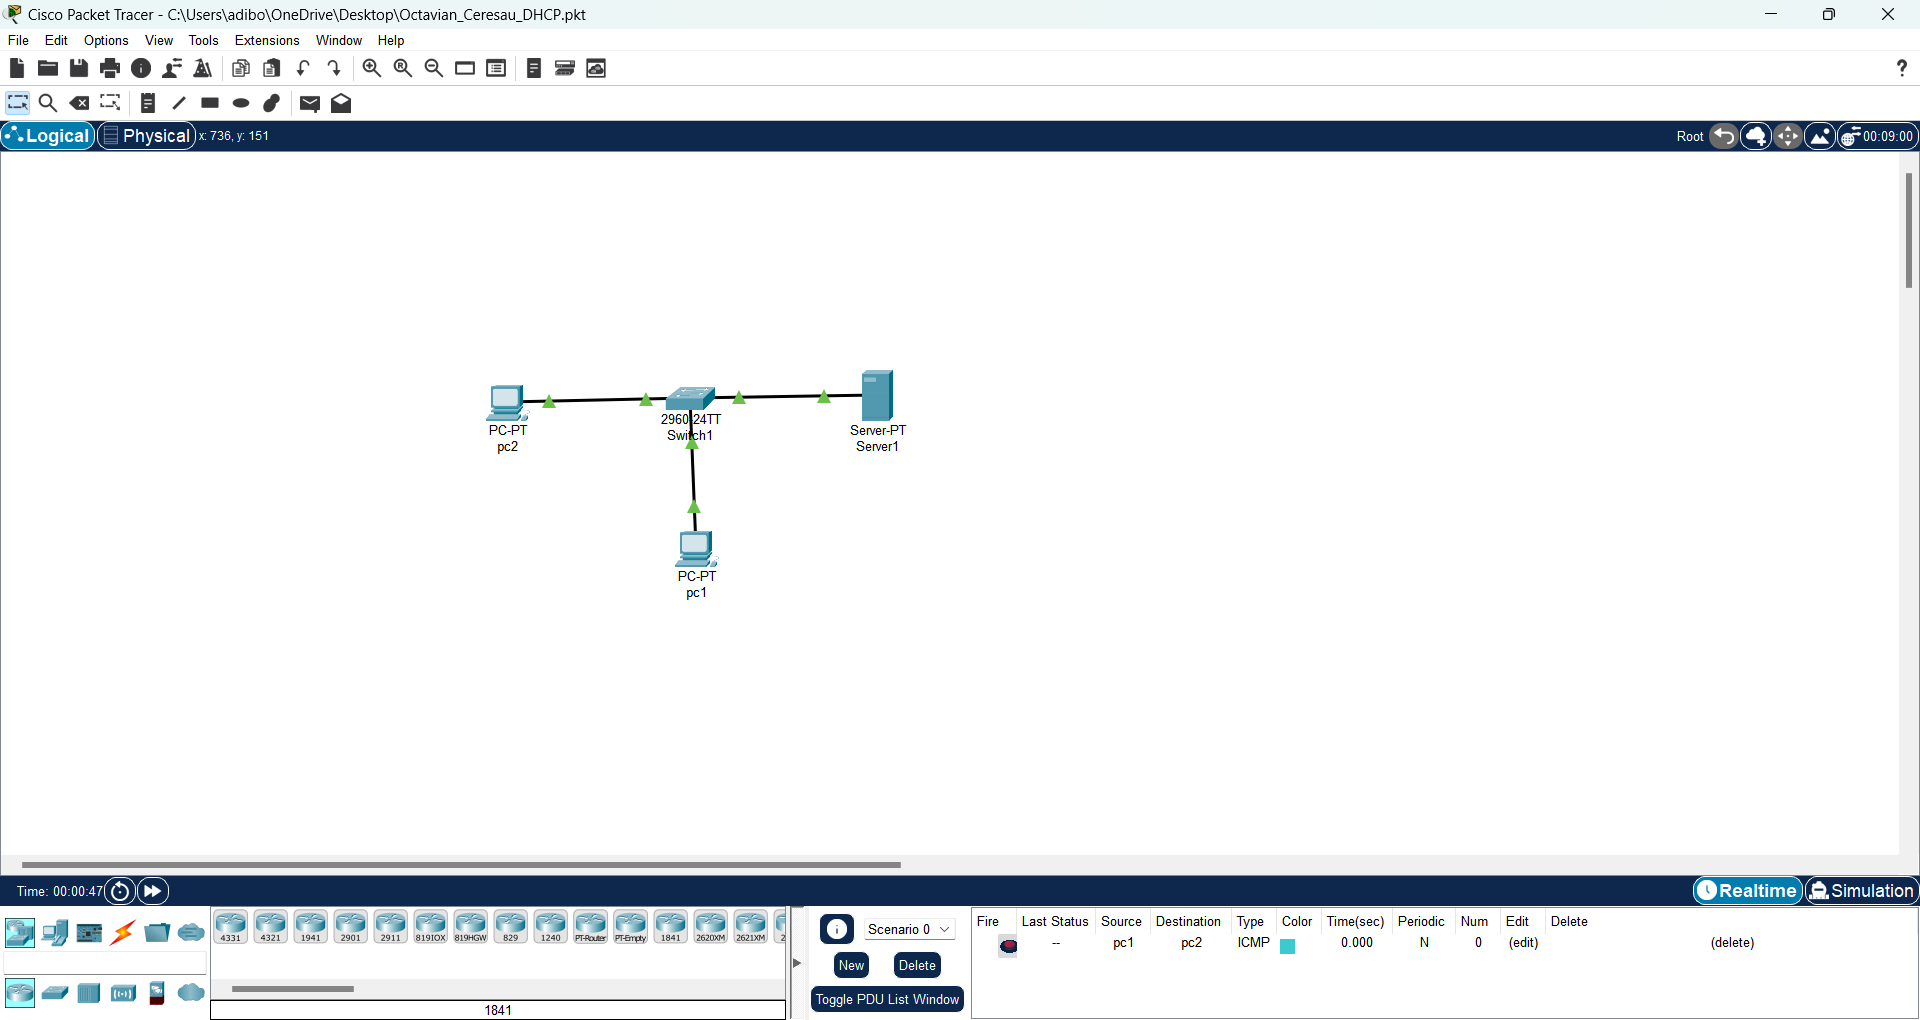 Cisco Packet Tracer - C:\Users\adibo\OneDrive\Desktop\Octavian_Ceresau_DHCP.pkt
File Edit Options View Tools Extensions Window Help
Logical Physical x: 736, y: 151 Root 00:09:00
PC-PT
pc2
2960-24TT
Switch1
Server-PT
Server1
PC-PT
pc1
Time: 00:00:47 Realtime Simulation
4331 4321 1941 2901 2911 819IOX 819HGW 829 1240 PT-Router PT-Empty 1841 2620XM 2621XM 2
1841
Scenario 0
New Delete
Toggle PDU List Window
Fire Last Status Source Destination Type Color Time(sec) Periodic Num Edit Delete
-- pc1 pc2 ICMP 0.000 N 0 (edit) (delete)